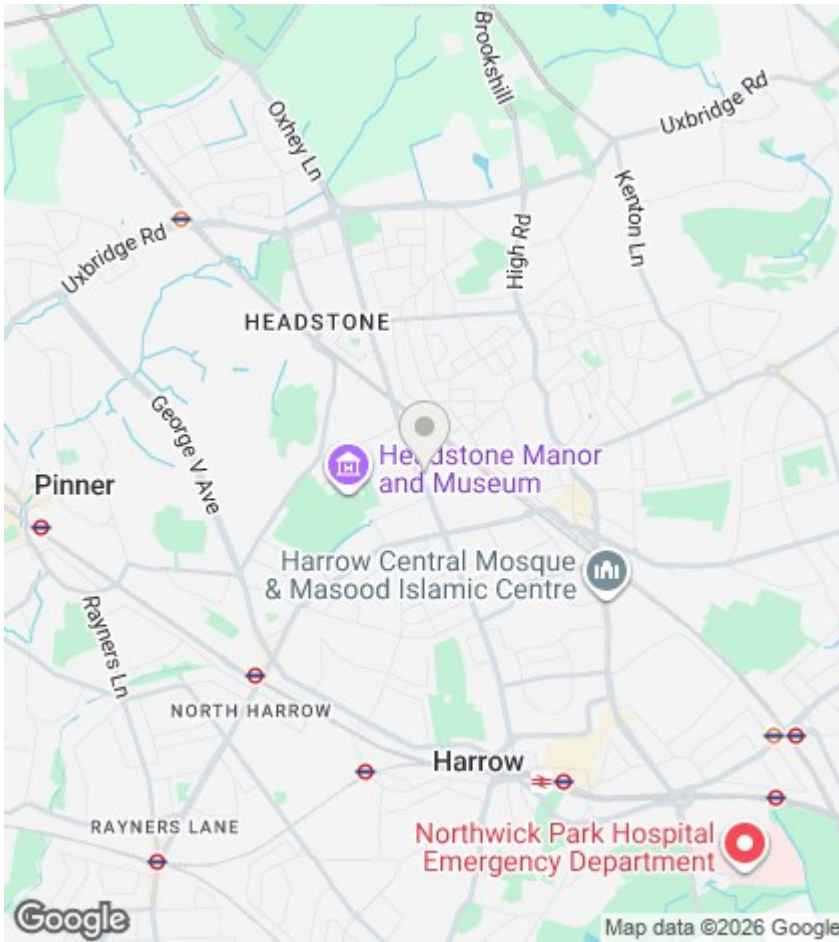 Brookshill
Uxbridge Rd
Oxhey Ln
Kenton Ln
High Rd
Uxbridge Rd
HEADSTONE
George V Ave
Headstone Manor
and Museum
Pinner
Harrow Central Mosque
& Masood Islamic Centre
Rayners Ln
NORTH HARROW
Harrow
RAYNERS LANE
Northwick Park Hospital
Emergency Department
Google
Map data ©2026 Google